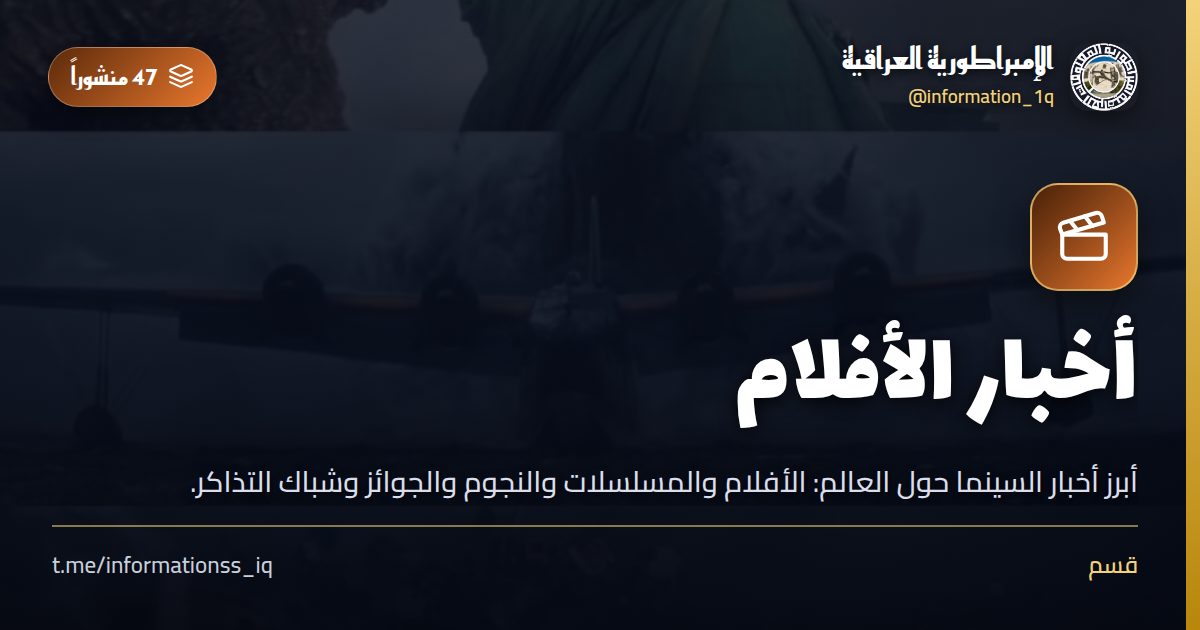 الإمبراطورية العراقية
@information_1q
47 منشوراً
أخبار الأفلام
أبرز أخبار السينما حول العالم: الأفلام والمسلسلات والنجوم والجوائز وشباك التذاكر.
قسم
t.me/informationss_iq